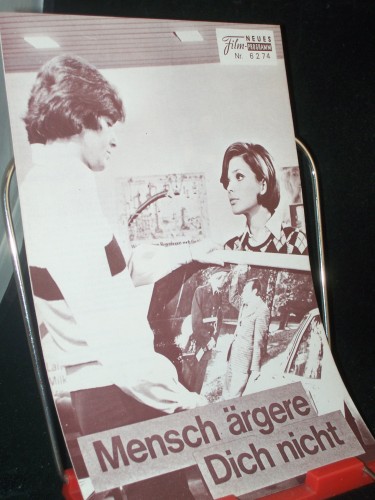 NEUES
Film-PROGRAMM
Nr. 6274
Mensch ärgere
Dich nicht